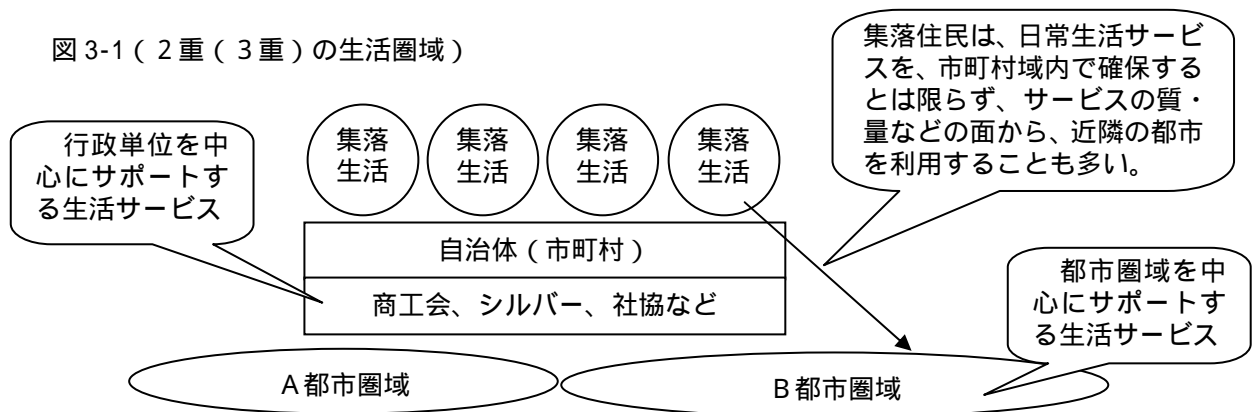 図 3-1（２重（３重）の生活圏域）
集落住民は、日常生活サービ
スを、市町村域内で確保する
とは限らず、サービスの質・
量などの面から、近隣の都市
を利用することも多い。
行政単位を中
心にサポートす
る生活サービス
集落
生活
集落
生活
集落
生活
集落
生活
自治体（市町村）
商工会、シルバー、社協など
都市圏域を中
心にサポートす
る生活サービス
Ａ都市圏域
Ｂ都市圏域